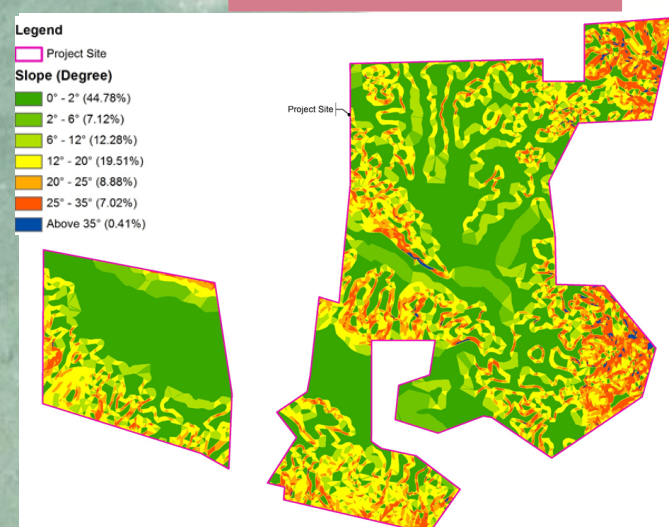 Legend
Project Site
Slope (Degree)
0° - 2° (44.78%)
2° - 6° (7.12%)
6° - 12° (12.28%)
12° - 20° (19.51%)
20° - 25° (8.88%)
25° - 35° (7.02%)
Above 35° (0.41%)
Project Site